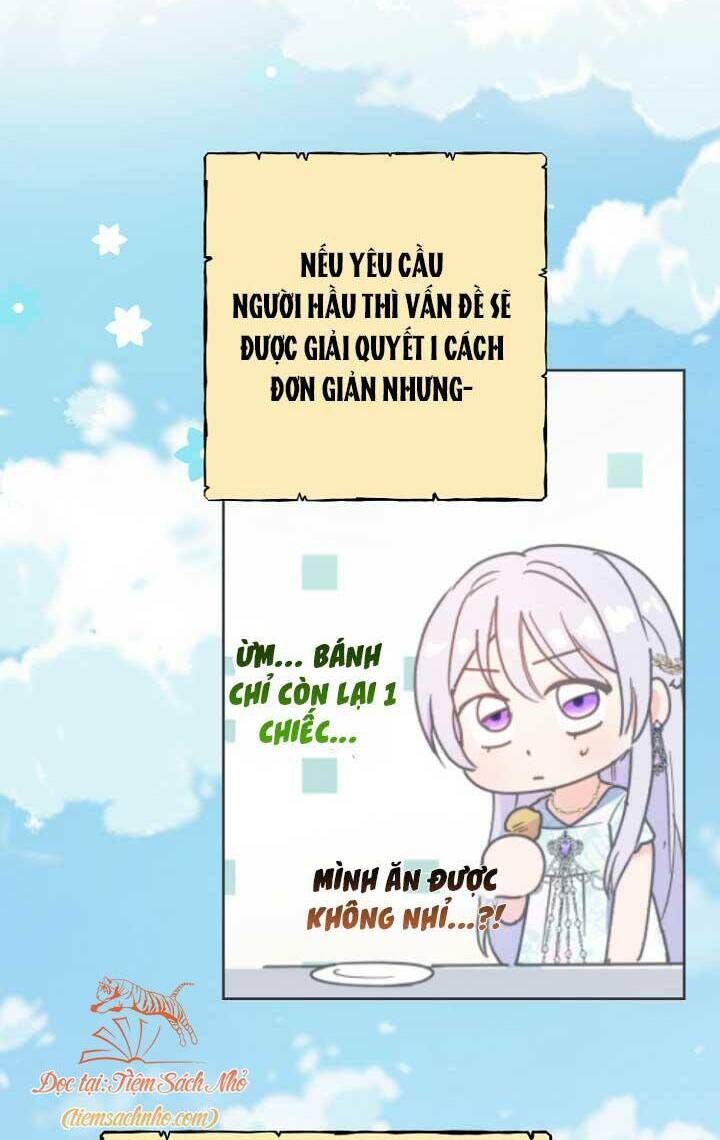 NẾU YÊU CẦU
NGƯỜI HẦU THÌ VẤN ĐỀ SẼ
ĐƯỢC GIẢI QUYẾT 1 CÁCH
ĐƠN GIẢN NHƯNG-
ỪM... BÁNH
CHỈ CÒN LẠI 1
CHIẾC...
MÌNH ĂN ĐƯỢC
KHÔNG NHỈ...?!
Đọc tại: Tiệm Sách Nhỏ
(tiemsachnho.com)